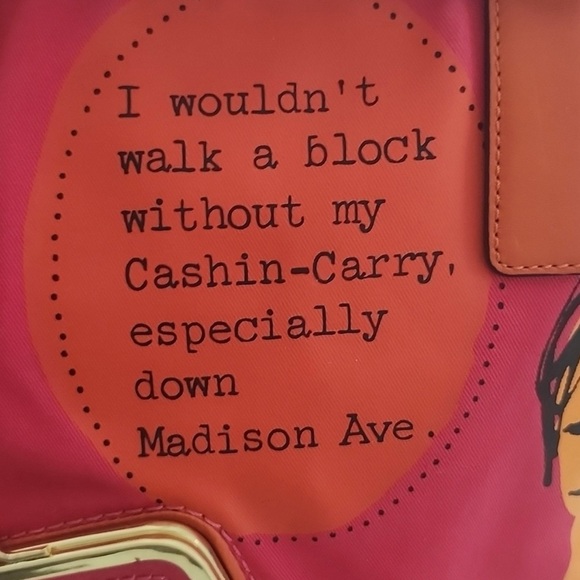 I wouldn't
walk a block
without my
Cashin-Carry,
especially
down
Madison Ave.